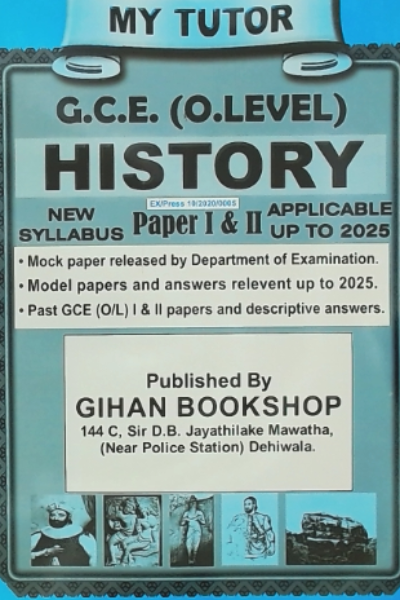 MY TUTOR
G.C.E. (O.LEVEL)
HISTORY
EX/Press 19/2020/0065
NEW SYLLABUS Paper I & II APPLICABLE UP TO 2025
• Mock paper released by Department of Examination.
• Model papers and answers relevent up to 2025.
• Past GCE (O/L) I & II papers and descriptive answers.
Published By
GIHAN BOOKSHOP
144 C, Sir D.B. Jayathilake Mawatha,
(Near Police Station) Dehiwala.